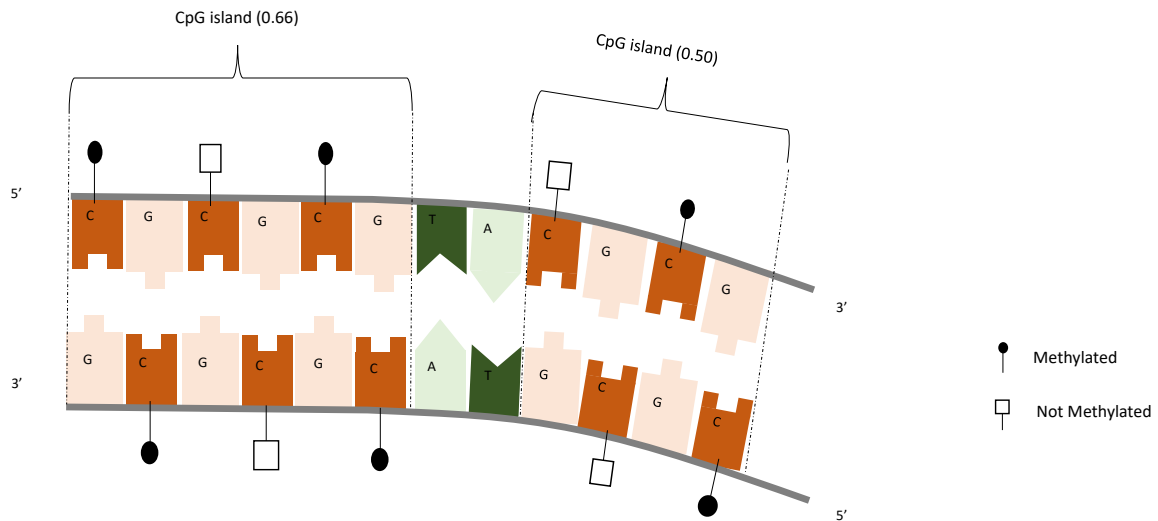 CpG island (0.66)
CpG island (0.50)
5’
C G C G C G T A C G C G
3’
G C G C G C A T G C G C
3’
5’
Methylated
Not Methylated